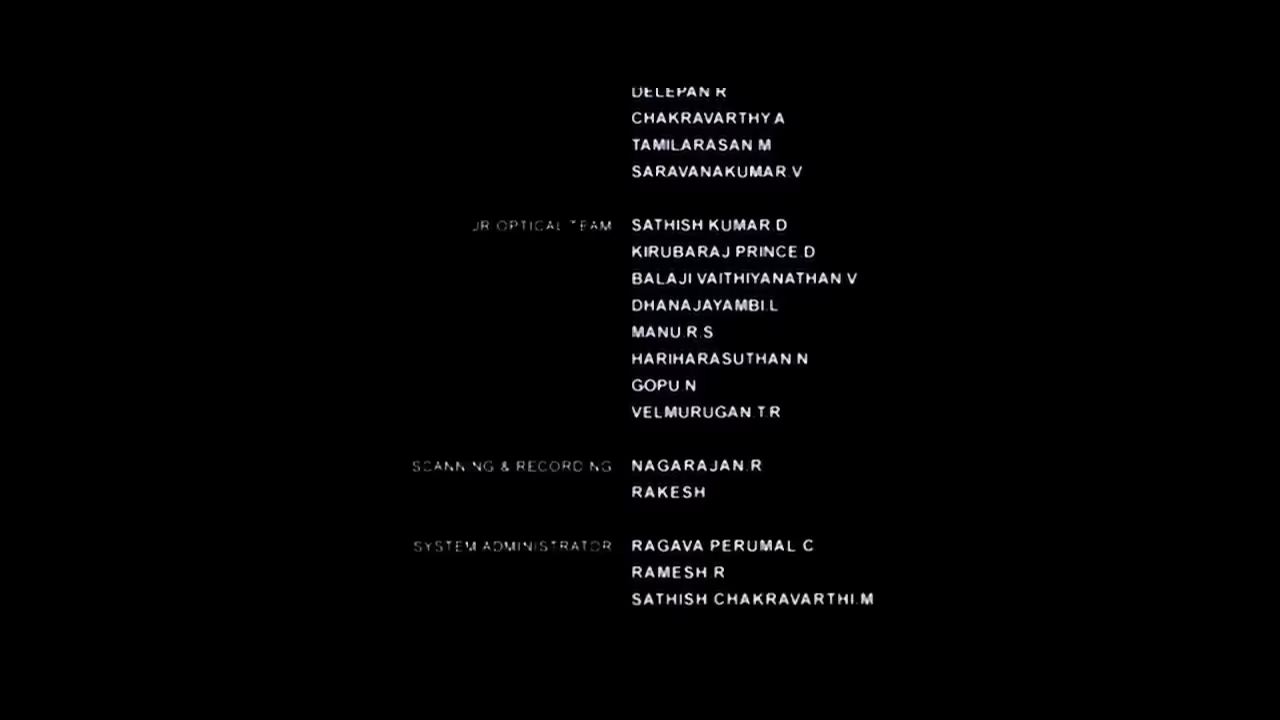 DELEPAN R
CHAKRAVARTHY A
TAMILARASAN M
SARAVANAKUMAR.V
JR OPTICAL TEAM SATHISH KUMAR.D
KIRUBARAJ PRINCE.D
BALAJI VAITHIYANATHAN V
DHANAJAYAMBI.L
MANU.R.S
HARIHARASUTHAN.N
GOPU.N
VELMURUGAN T.R
SCANNING & RECORDING NAGARAJAN.R
RAKESH
SYSTEM ADMINISTRATOR RAGAVA PERUMAL C
RAMESH.R
SATHISH CHAKRAVARTHI.M